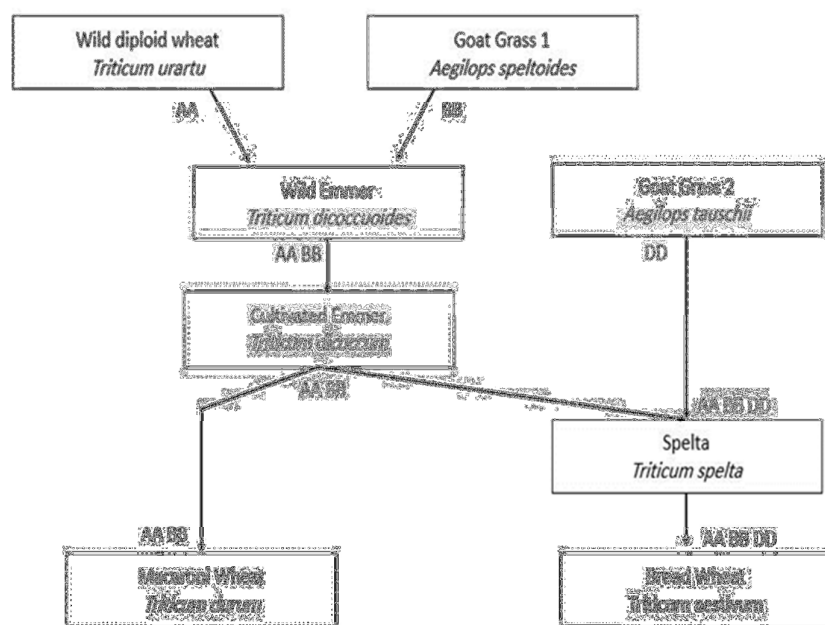 Wild diploid wheat
Triticum urartu
Goat Grass 1
Aegilops speltoides
AA
BB
Wild Emmer
Triticum dicoccuoides
Goat Grass 2
Aegilops tauschii
AA BB
DD
Cultivated Emmer
Triticum dicoccum
AA BB
AA BB DD
Spelta
Triticum spelta
AA BB
AA BB DD
Macaroni Wheat
Triticum durum
Bread Wheat
Triticum aestivum